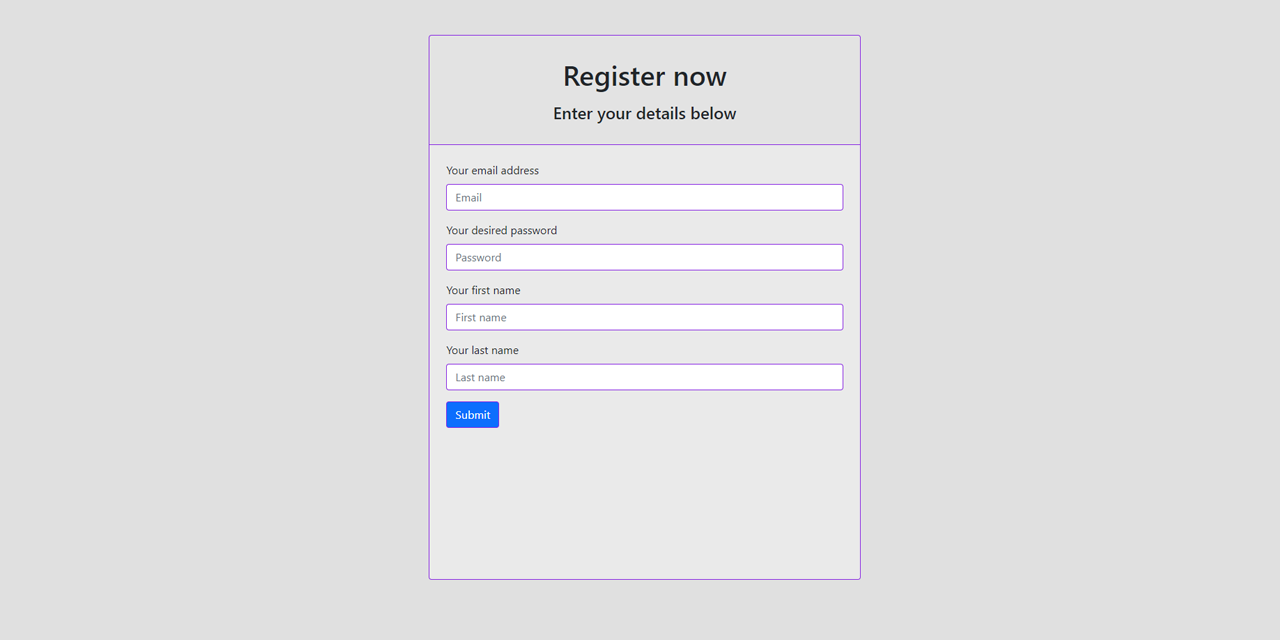 Register now
Enter your details below
Your email address
Email
Your desired password
Password
Your first name
First name
Your last name
Last name
Submit